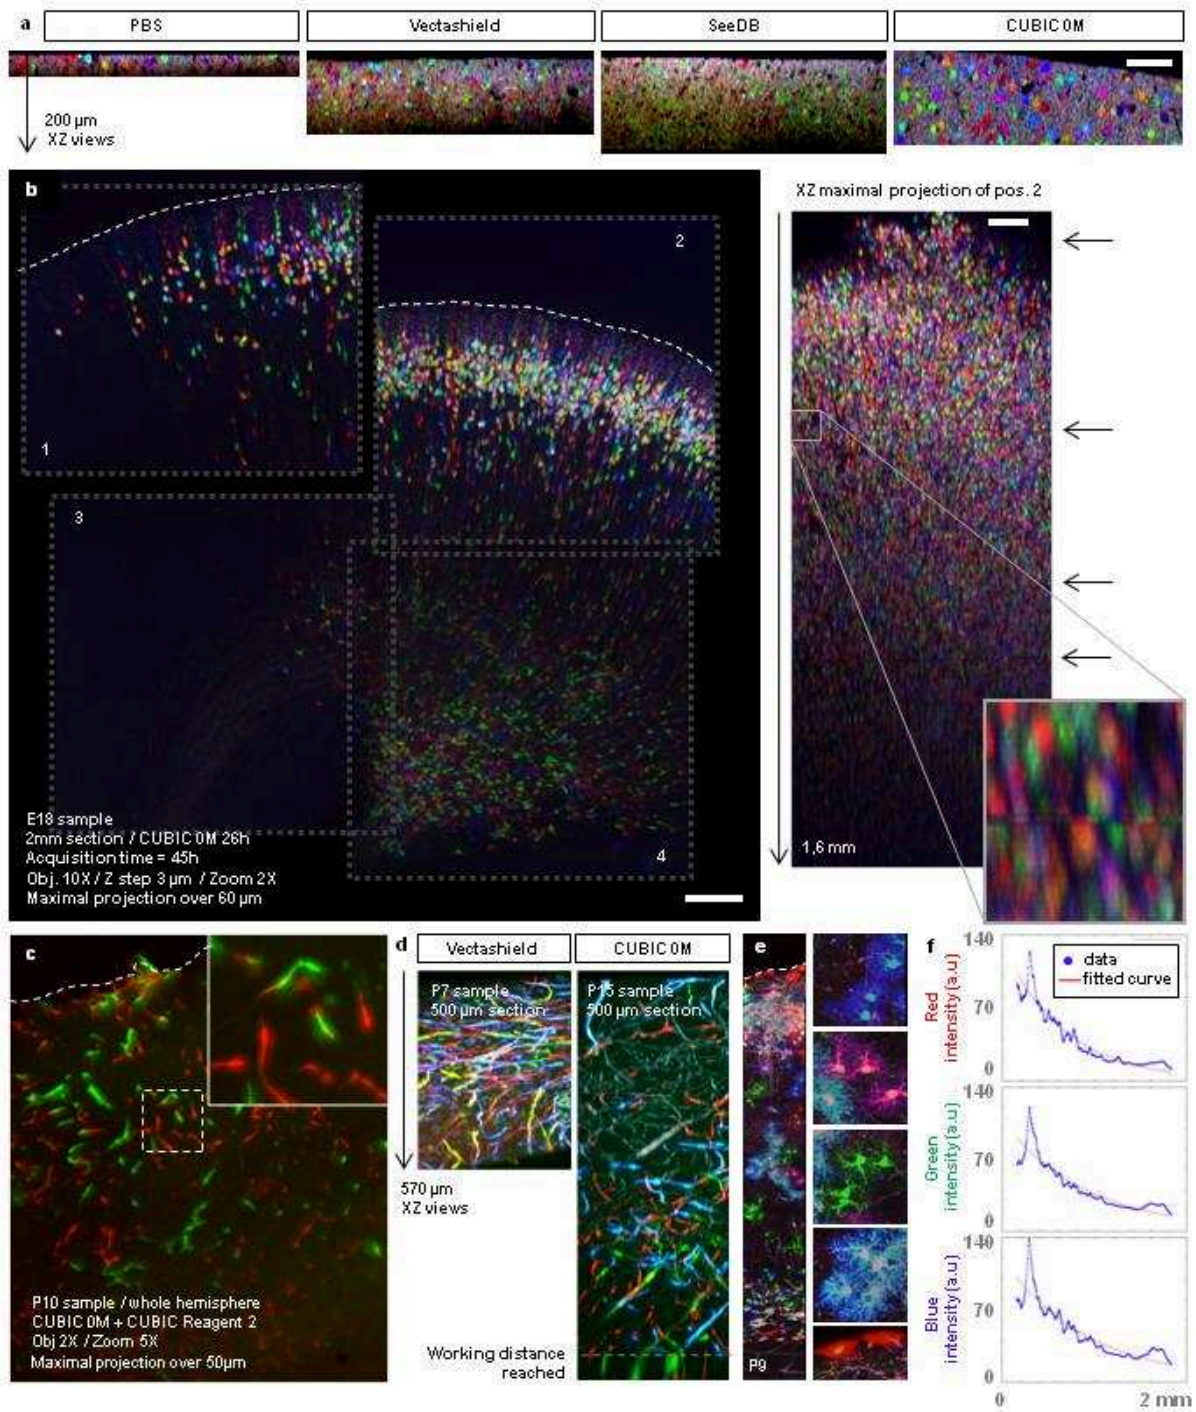 a
PBS
Vectashield
SeeDB
CUBIC 0M
200 µm
XZ views
b
1
2
3
4
E18 sample
2mm section / CUBIC 0M 26h
Acquisition time = 45h
Obj. 10X / Z step 3 µm / Zoom 2X
Maximal projection over 60 µm
XZ maximal projection of pos. 2
1,6 mm
c
P10 sample / whole hemisphere
CUBIC 0M + CUBIC Reagent 2
Obj 2X / Zoom 5X
Maximal projection over 50µm
d
Vectashield
CUBIC 0M
P7 sample
500 µm section
P15 sample
500 µm section
570 µm
XZ views
Working distance
reached
e
P9
f
data
fitted curve
Red
intensity (a.u)
140
70
0
Green
intensity (a.u)
140
70
0
Blue
intensity (a.u)
140
70
0
0
2 mm